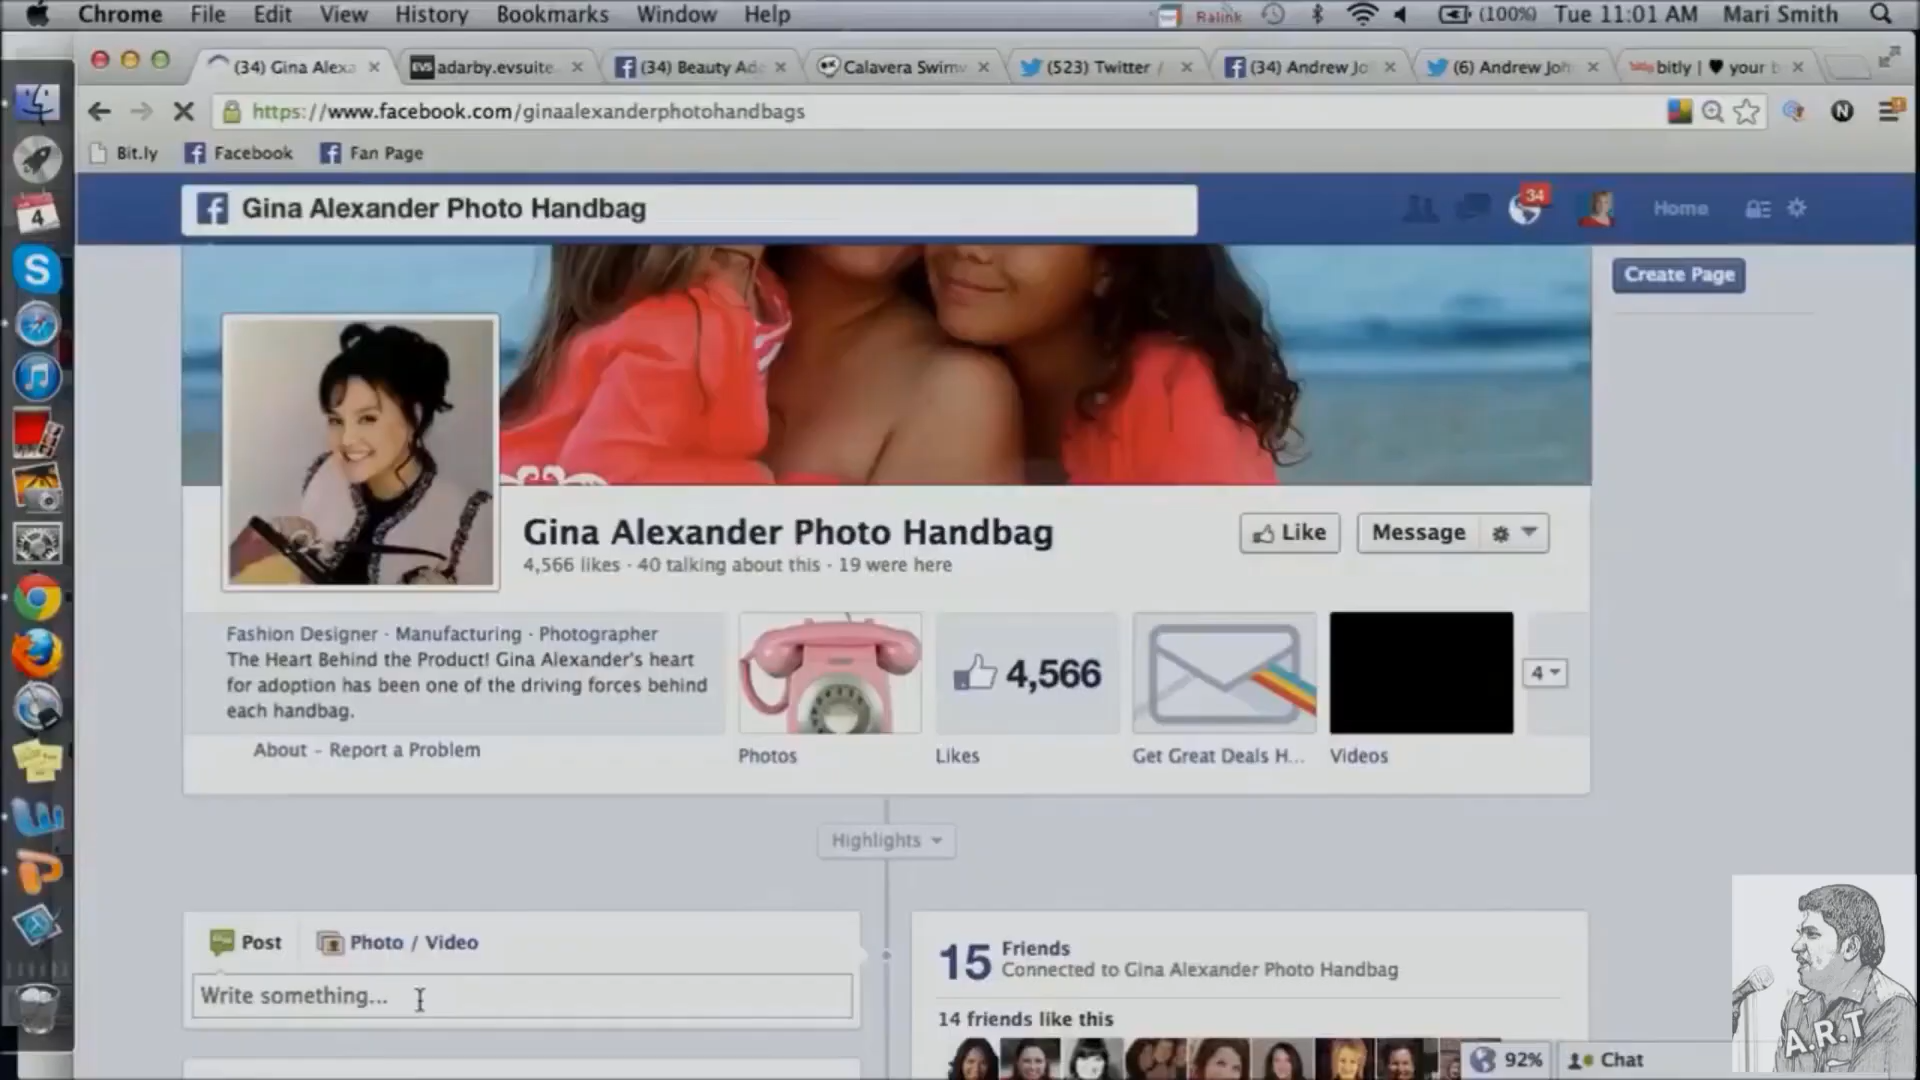 Chrome File Edit View History Bookmarks Window Help Ralink (100%) Tue 11:01 AM Mari Smith
(34) Gina Alexa EVS adarby.evsuite. (34) Beauty Ad Calavera Swim (523) Twitter / (34) Andrew Jo (6) Andrew Joh bitly | ♥ your b
https://www.facebook.com/ginaalexanderphotohandbags N
Bit.ly Facebook Fan Page
Gina Alexander Photo Handbag 34 Home
Create Page
Gina Alexander Photo Handbag Like Message
4,566 likes · 40 talking about this · 19 were here
Fashion Designer · Manufacturing · Photographer
The Heart Behind the Product! Gina Alexander's heart
for adoption has been one of the driving forces behind
each handbag.
About – Report a Problem
4,566
4
Photos Likes Get Great Deals H... Videos
Highlights
Post Photo / Video
Write something...
15 Friends
Connected to Gina Alexander Photo Handbag
14 friends like this
92% Chat
A.R.T
4
S